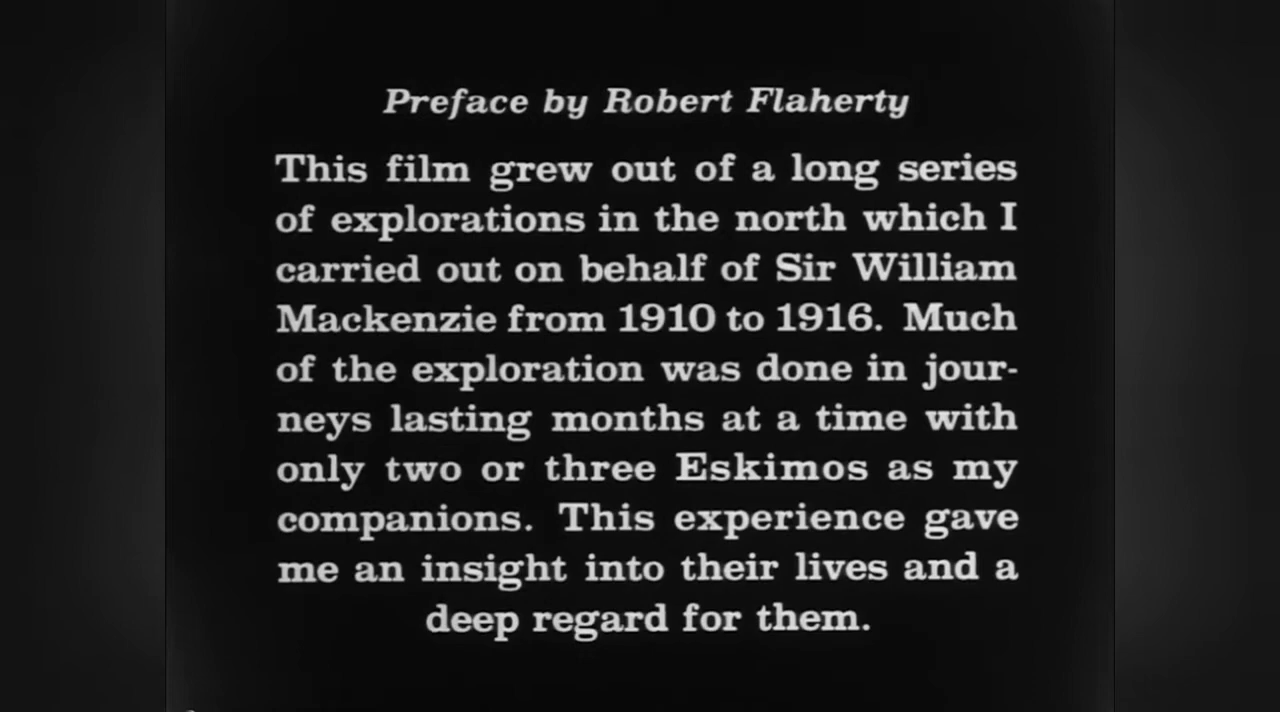 Preface by Robert Flaherty
This film grew out of a long series
of explorations in the north which I
carried out on behalf of Sir William
Mackenzie from 1910 to 1916. Much
of the exploration was done in jour-
neys lasting months at a time with
only two or three Eskimos as my
companions. This experience gave
me an insight into their lives and a
deep regard for them.